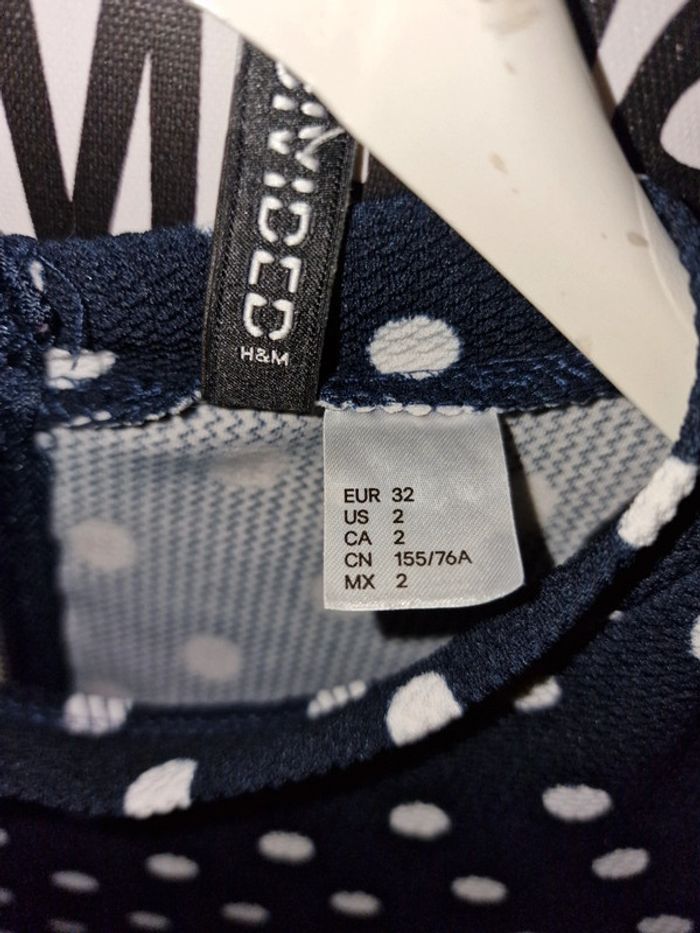 DIVIDED
H&M
EUR 32
US 2
CA 2
CN 155/76A
MX 2